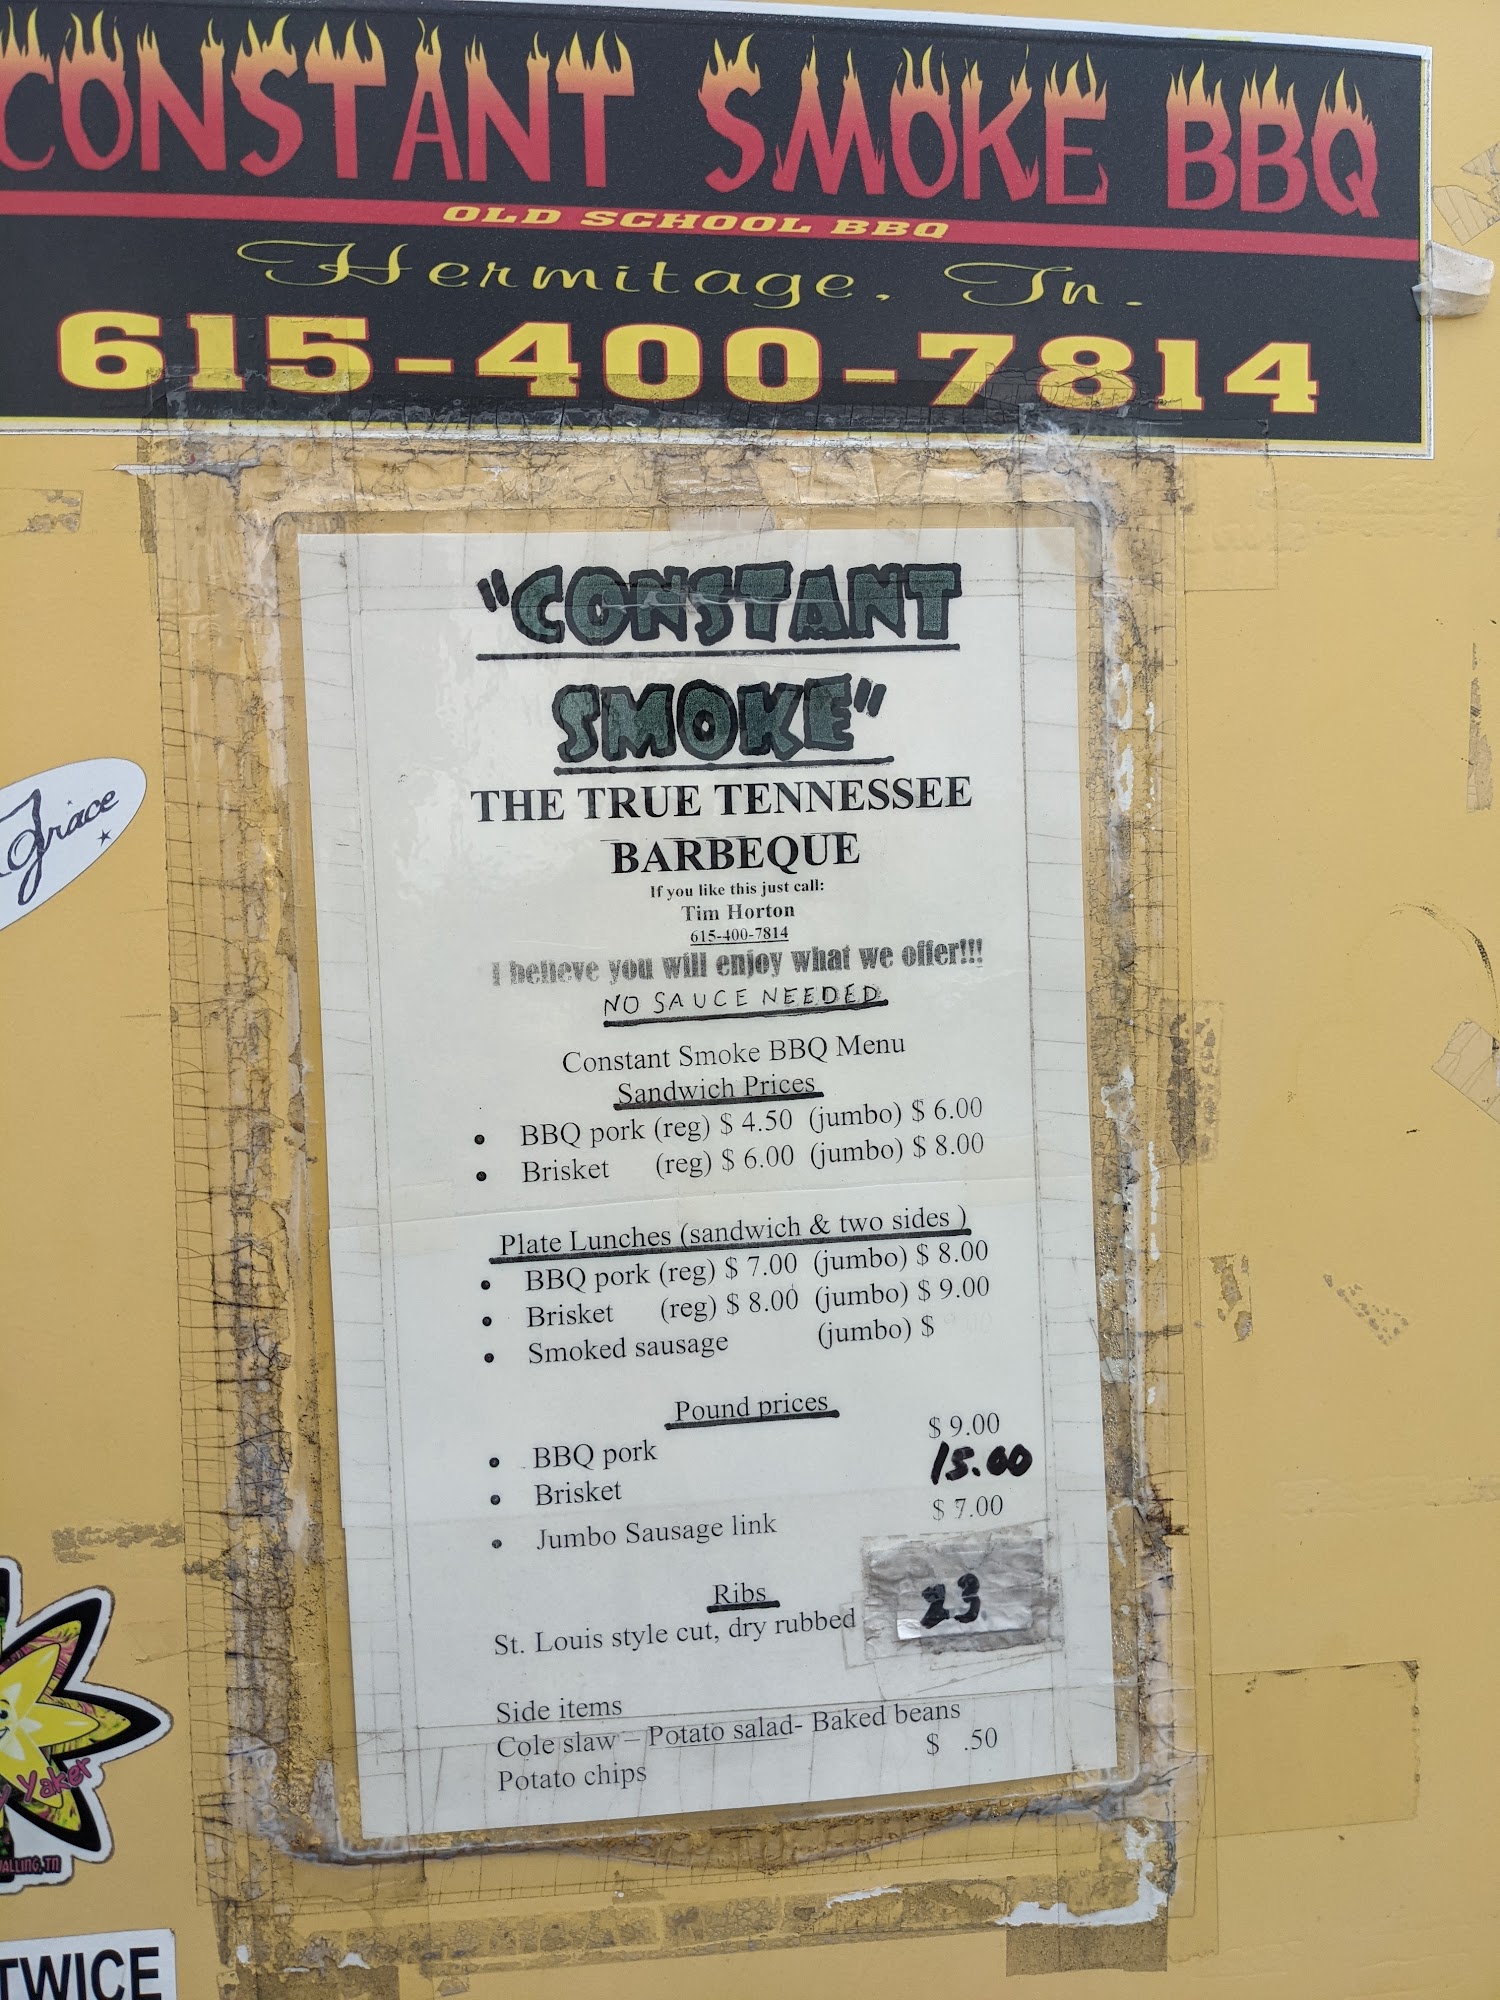 CONSTANT SMOKE BBQ
OLD SCHOOL BBQ
Hermitage, Tn.
615-400-7814
"CONSTANT
SMOKE"
THE TRUE TENNESSEE
BARBEQUE
If you like this just call:
Tim Horton
615-400-7814
I believe you will enjoy what we offer!!!
NO SAUCE NEEDED
Grace
Constant Smoke BBQ Menu
Sandwich Prices
• BBQ pork (reg) $ 4.50 (jumbo) $ 6.00
• Brisket (reg) $ 6.00 (jumbo) $ 8.00
Plate Lunches (sandwich & two sides )
• BBQ pork (reg) $ 7.00 (jumbo) $ 8.00
• Brisket (reg) $ 8.00 (jumbo) $ 9.00
• Smoked sausage (jumbo) $
Pound prices
• BBQ pork $ 9.00
• Brisket 15.00
• Jumbo Sausage link $ 7.00
Ribs
St. Louis style cut, dry rubbed 23
Side items
Cole slaw – Potato salad- Baked beans
Potato chips $ .50
Yaker
ALLING, TN
TWICE